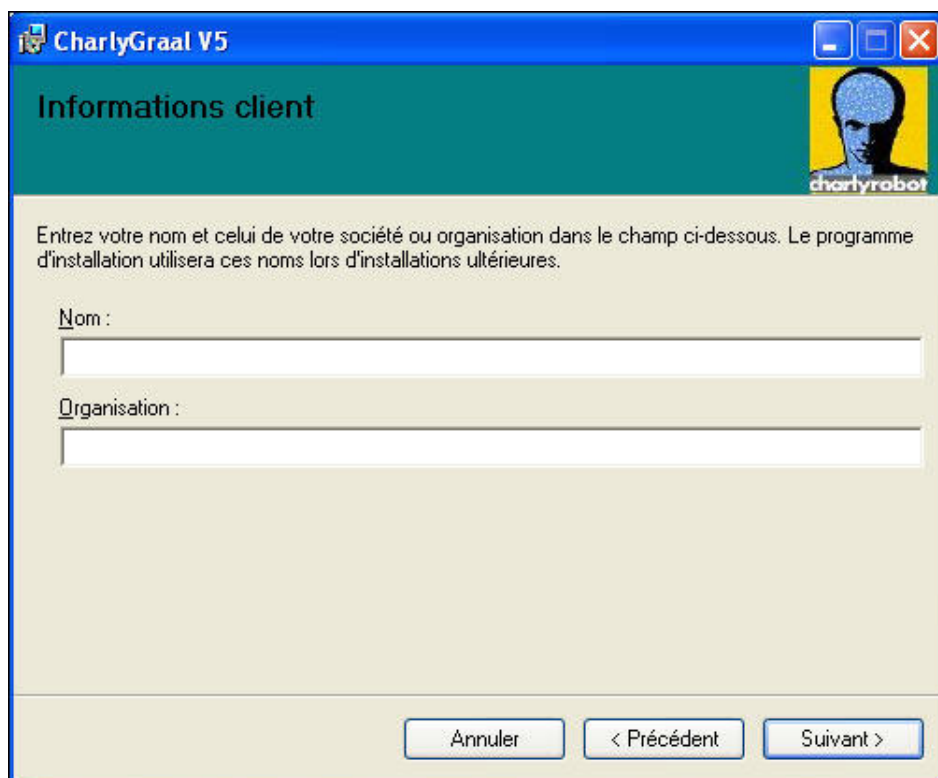 CharlyGraal V5
Informations client
charlyrobot
Entrez votre nom et celui de votre société ou organisation dans le champ ci-dessous. Le programme
d'installation utilisera ces noms lors d'installations ultérieures.
Nom :
Organisation :
Annuler
< Précédent
Suivant >